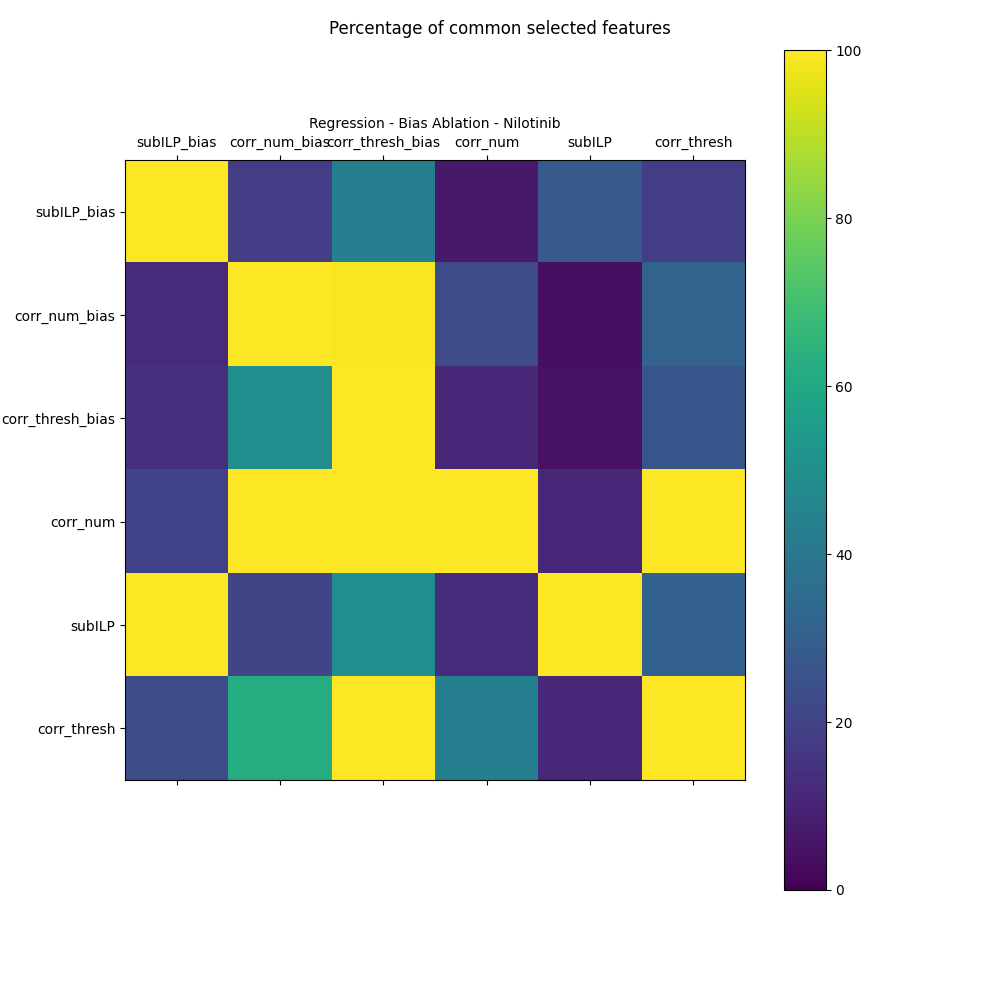 Percentage of common selected features
Regression - Bias Ablation - Nilotinib
subILP_bias corr_num_bias corr_thresh_bias corr_num subILP corr_thresh
subILP_bias
corr_num_bias
corr_thresh_bias
corr_num
subILP
corr_thresh
100
80
60
40
20
0